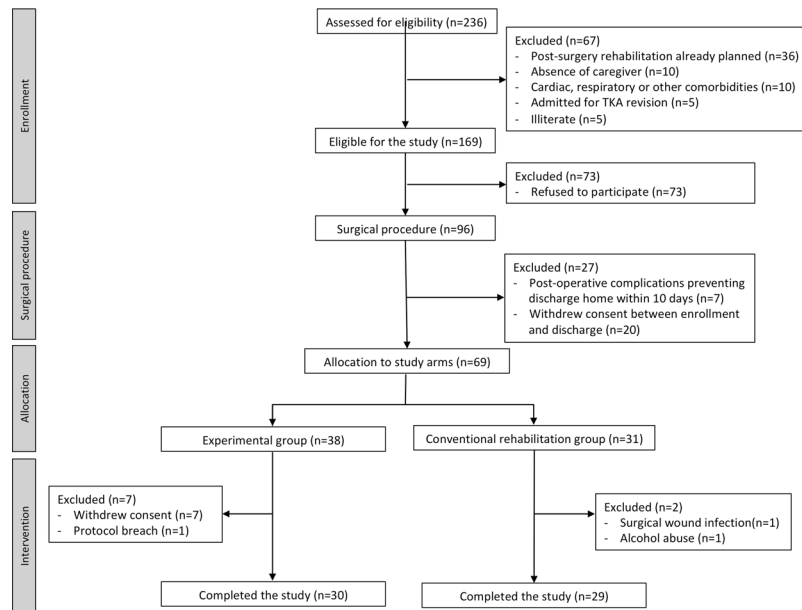 Enrollment
Assessed for eligibility (n=236)
Excluded (n=67)
- Post-surgery rehabilitation already planned (n=36)
- Absence of caregiver (n=10)
- Cardiac, respiratory or other comorbidities (n=10)
- Admitted for TKA revision (n=5)
- Illiterate (n=5)
Eligible for the study (n=169)
Excluded (n=73)
- Refused to participate (n=73)
Surgical procedure
Surgical procedure (n=96)
Excluded (n=27)
- Post-operative complications preventing
discharge home within 10 days (n=7)
- Withdrew consent between enrollment
and discharge (n=20)
Allocation
Allocation to study arms (n=69)
Experimental group (n=38)
Conventional rehabilitation group (n=31)
Intervention
Excluded (n=7)
- Withdrew consent (n=7)
- Protocol breach (n=1)
Excluded (n=2)
- Surgical wound infection(n=1)
- Alcohol abuse (n=1)
Completed the study (n=30)
Completed the study (n=29)